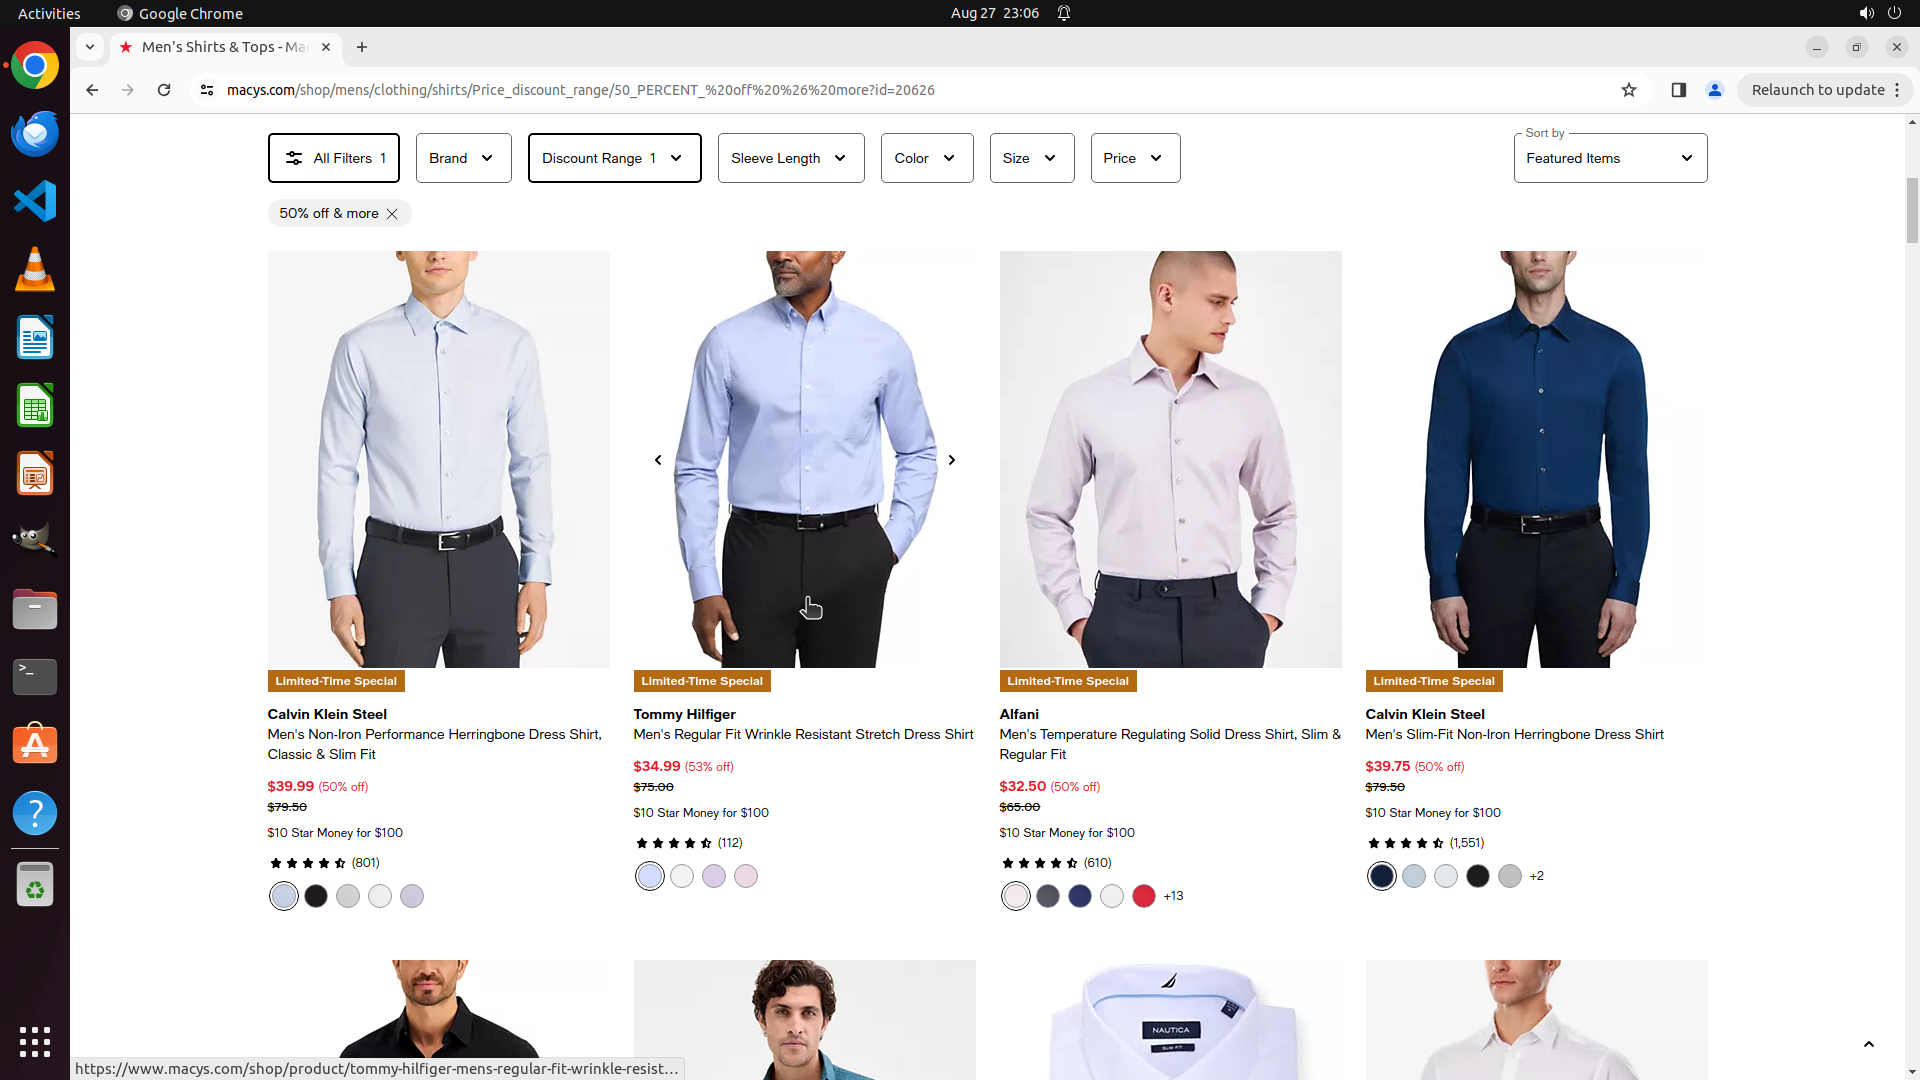 Activities
Google Chrome
Aug 27 23:06
Men's Shirts & Tops - Ma
macys.com/shop/mens/clothing/shirts/Price_discount_range/50_PERCENT_%20off%20%26%20more?id=20626
Relaunch to update
All Filters 1
Brand
Discount Range 1
Sleeve Length
Color
Size
Price
Sort by
Featured Items
50% off & more
Limited-Time Special
Calvin Klein Steel
Men's Non-Iron Performance Herringbone Dress Shirt,
Classic & Slim Fit
$39.99 (50% off)
$79.50
$10 Star Money for $100
(801)
Limited-Time Special
Tommy Hilfiger
Men's Regular Fit Wrinkle Resistant Stretch Dress Shirt
$34.99 (53% off)
$75.00
$10 Star Money for $100
(112)
Limited-Time Special
Alfani
Men's Temperature Regulating Solid Dress Shirt, Slim &
Regular Fit
$32.50 (50% off)
$65.00
$10 Star Money for $100
(610)
+13
Limited-Time Special
Calvin Klein Steel
Men's Slim-Fit Non-Iron Herringbone Dress Shirt
$39.75 (50% off)
$79.50
$10 Star Money for $100
(1,551)
+2
NAUTICA
SLIM FIT
https://www.macys.com/shop/product/tommy-hilfiger-mens-regular-fit-wrinkle-resist...